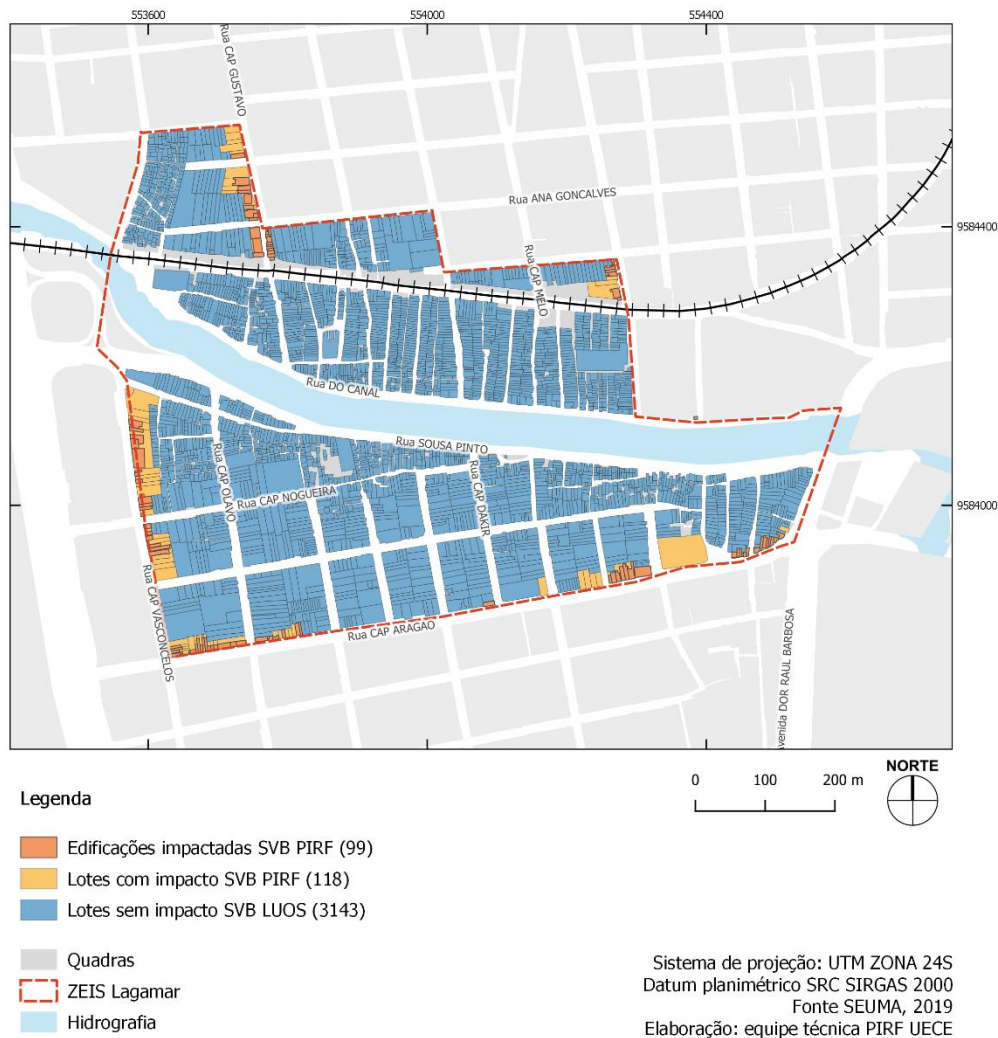 553600
554000
554400
Rua CAP GUSTAVO
Rua ANA GONCALVES
9584400
Rua CAP MELO
Rua DO CANAL
Rua SOUSA PINTO
Rua CAP OLAVO
Rua CAP NOGUEIRA
Rua CAP DAKIR
9584000
Rua CAP VASCONCELOS
Rua CAP ARAGAO
Avenida DOR RAUL BARBOSA
0 100 200 m
NORTE
Legenda
Edificações impactadas SVB PIRF (99)
Lotes com impacto SVB PIRF (118)
Lotes sem impacto SVB LUOS (3143)
Quadras
ZEIS Lagamar
Hidrografia
Sistema de projeção: UTM ZONA 24S
Datum planimétrico SRC SIRGAS 2000
Fonte SEUMA, 2019
Elaboração: equipe técnica PIRF UECE